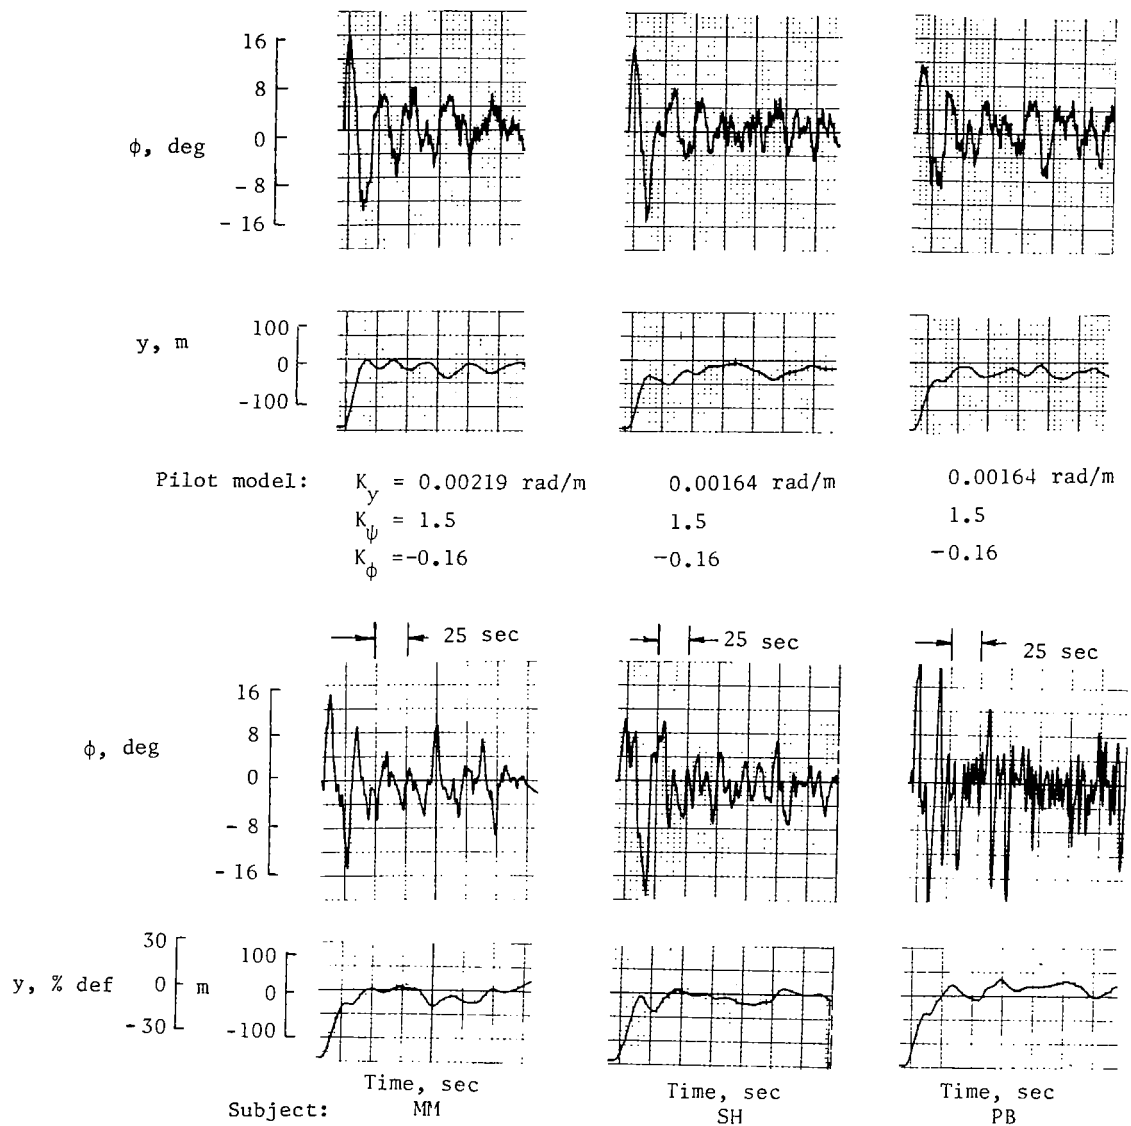 16
8
φ, deg
0
- 8
- 16
100
y, m
0
-100
Pilot model: K_y = 0.00219 rad/m 0.00164 rad/m 0.00164 rad/m
K_ψ = 1.5 1.5 1.5
K_φ =-0.16 -0.16 -0.16
25 sec 25 sec 25 sec
16
8
φ, deg
0
- 8
- 16
30 100
y, % def 0 m 0
-30 -100
Time, sec Time, sec Time, sec
Subject: MM SH PB